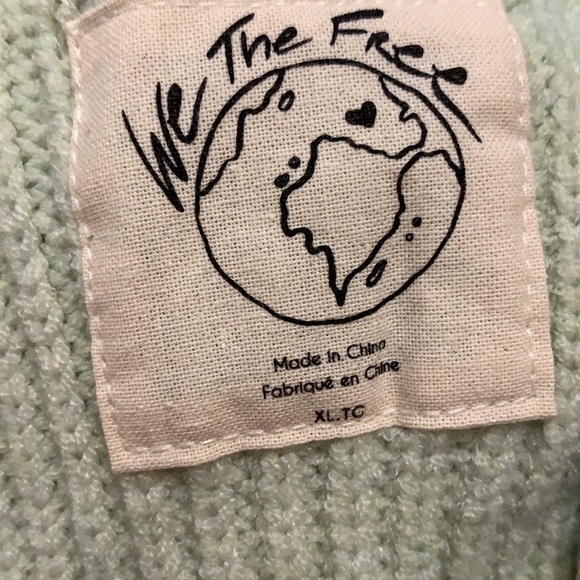 We The Free
Made in China
Fabriqué en Chine
XL.TG